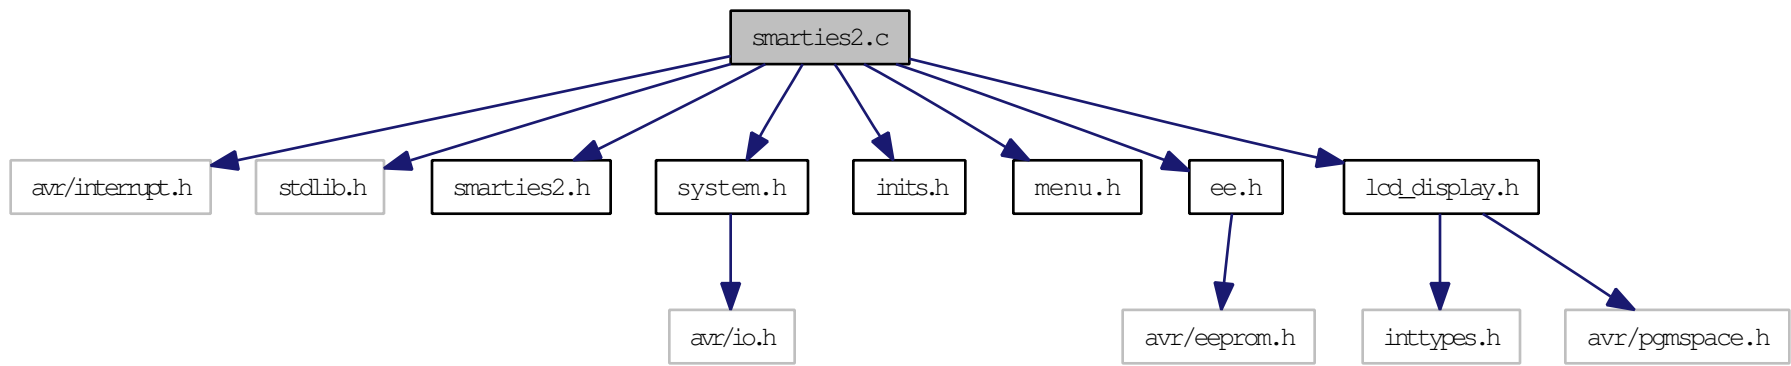 smarties2.c
avr/interrupt.h
stdlib.h
smarties2.h
system.h
inits.h
menu.h
ee.h
lcd_display.h
avr/io.h
avr/eeprom.h
inttypes.h
avr/pgmspace.h